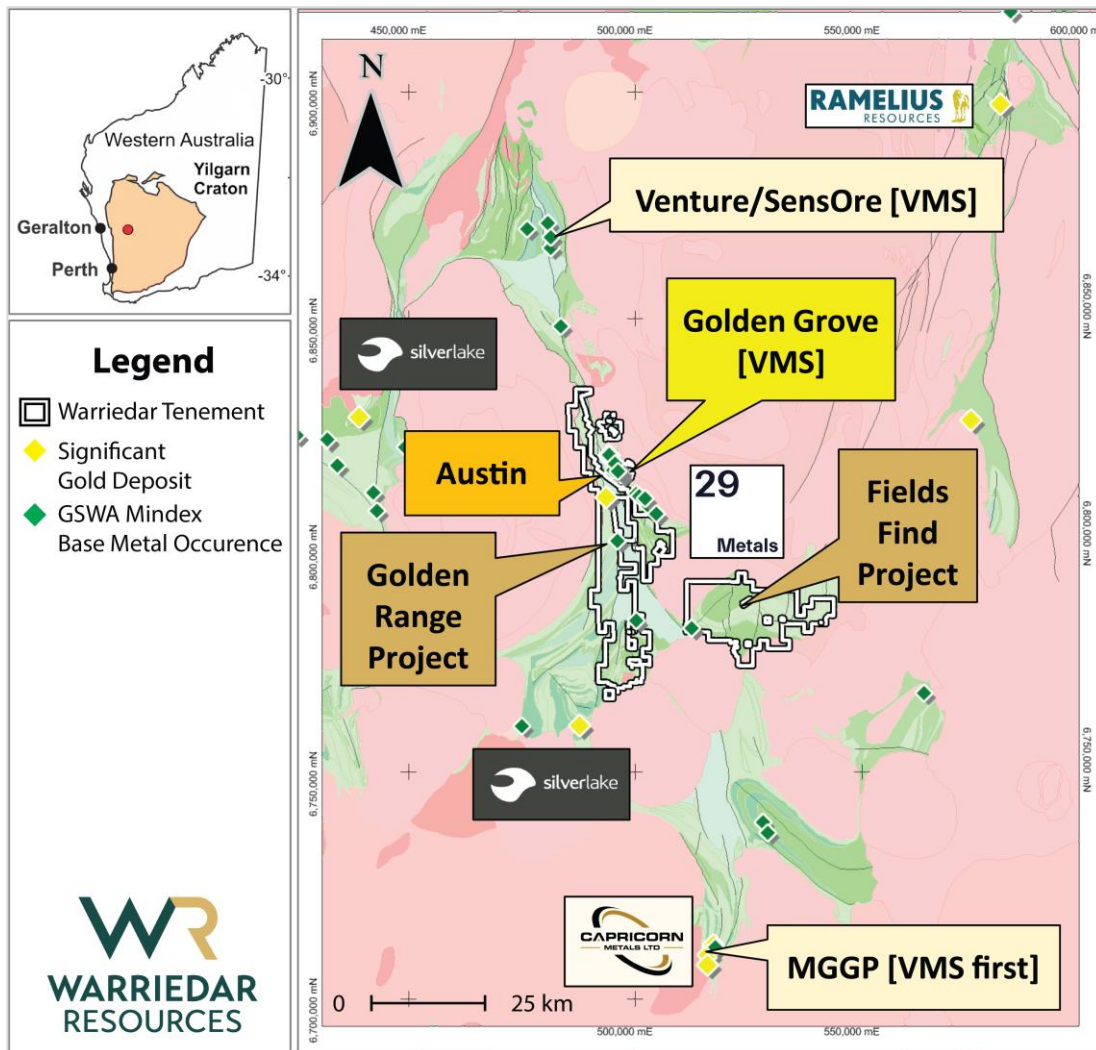 -30°
Western Australia
Yilgarn
Craton
Geralton
Perth
-34°
Legend
Warriedar Tenement
Significant
Gold Deposit
GSWA Mindex
Base Metal Occurence
WR
WARRIEDAR
RESOURCES
450,000 mE
500,000 mE
550,000 mE
600,000 m
N
6,900,000 mN
RAMELIUS
RESOURCES
Venture/SensOre [VMS]
6,850,000 mN
6,850,000 mN
silverlake
Golden Grove
[VMS]
Austin
29
Metals
Fields
Find
Project
6,800,000 mN
6,800,000 mN
Golden
Range
Project
silverlake
6,750,000 mN
6,750,000 mN
CAPRICORN
METALS LTD
MGGP [VMS first]
0
25 km
6,700,000 mN
500,000 mE
550,000 mE